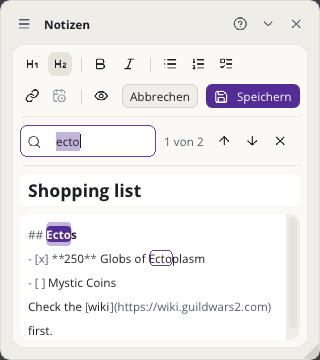 Notizen
H1 H2 B I
Abbrechen Speichern
ecto 1 von 2
Shopping list
## Ectos
- [x] **250** Globs of Ectoplasm
- [ ] Mystic Coins
Check the [wiki](https://wiki.guildwars2.com)
first.